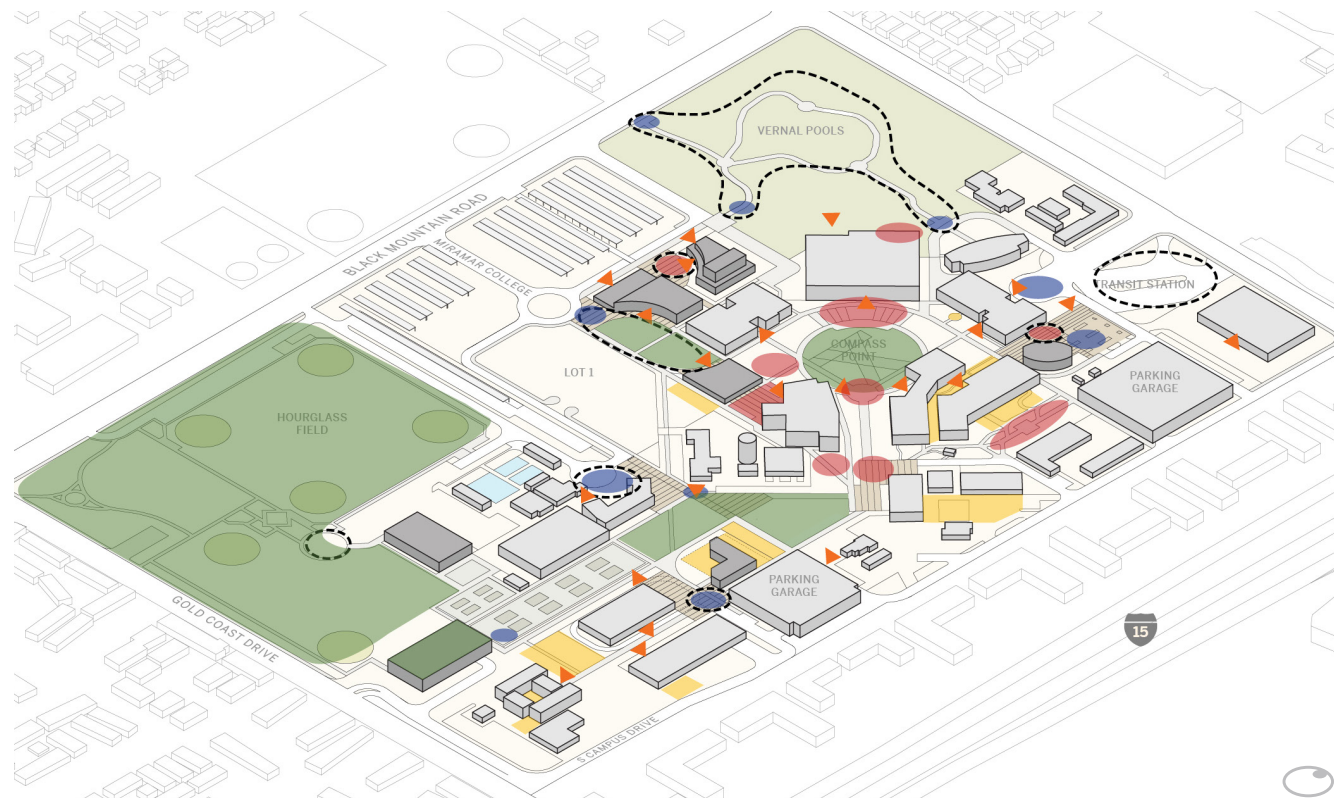 VERNAL POOLS
BLACK MOUNTAIN ROAD
MIRAMAR COLLEGE
TRANSIT STATION
COMPASS
POINT
LOT 1
PARKING
GARAGE
HOURGLASS
FIELD
PARKING
GARAGE
GOLD COAST DRIVE
15
S CAMPUS DRIVE